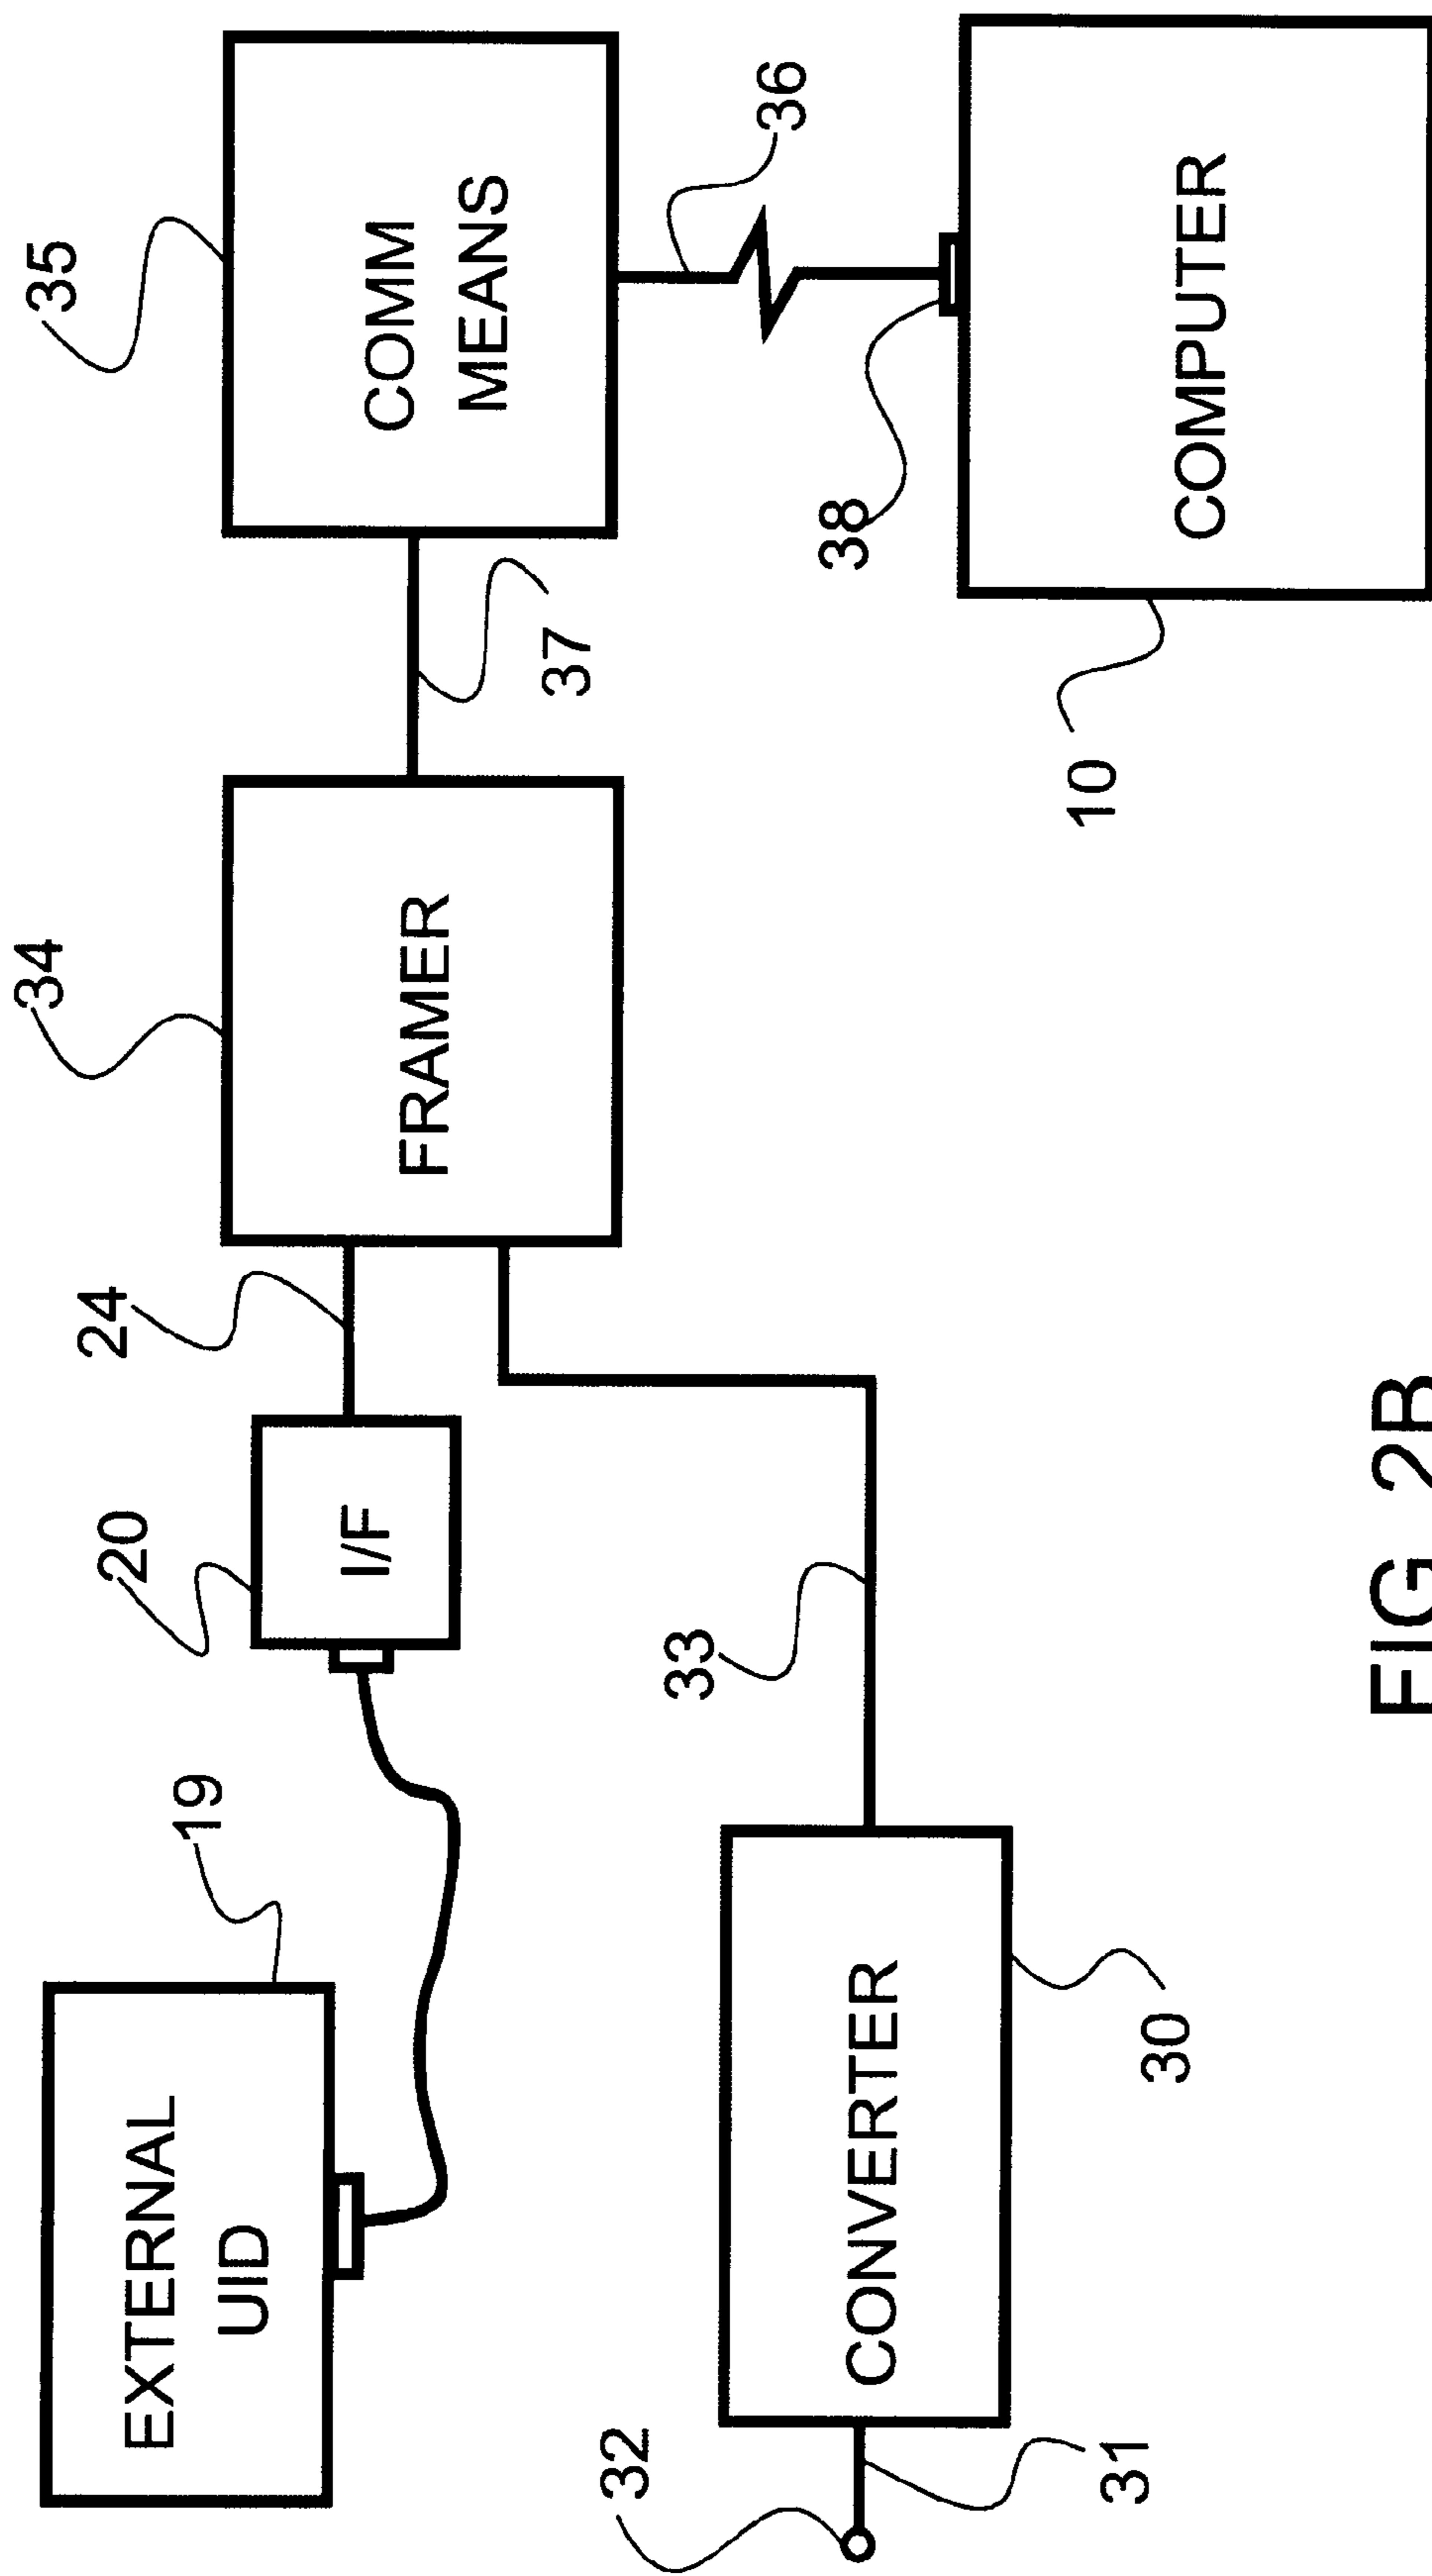 35
COMM
MEANS
36
37
38
COMPUTER
10
34
FRAMER
24
20
I/F
33
19
EXTERNAL
UID
CONVERTER
30
32
31
FIG 2B